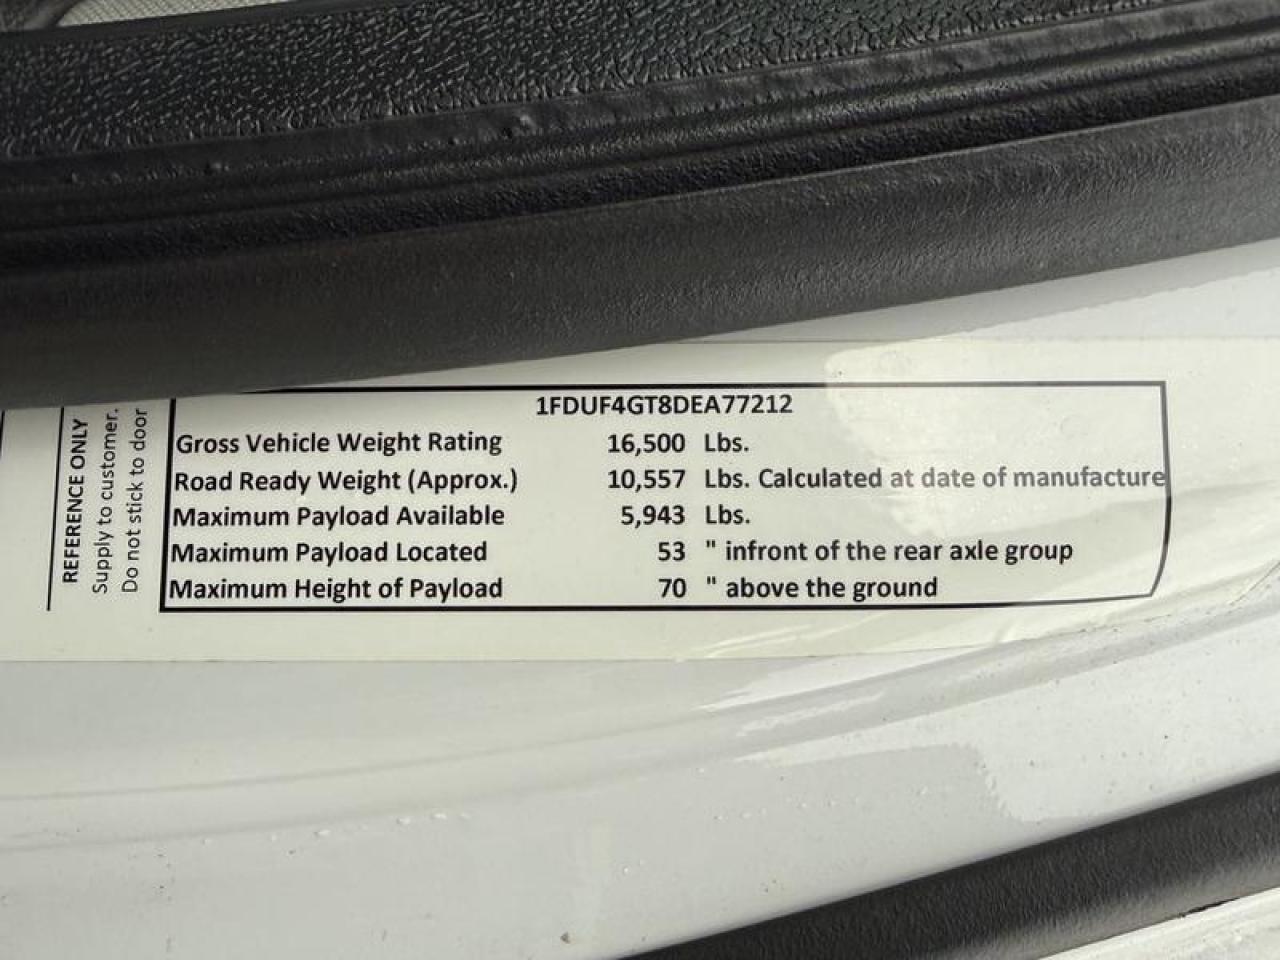 REFERENCE ONLY
Supply to customer.
Do not stick to door
1FDUF4GT8DEA77212
Gross Vehicle Weight Rating 16,500 Lbs.
Road Ready Weight (Approx.) 10,557 Lbs. Calculated at date of manufacture
Maximum Payload Available 5,943 Lbs.
Maximum Payload Located 53 " infront of the rear axle group
Maximum Height of Payload 70 " above the ground